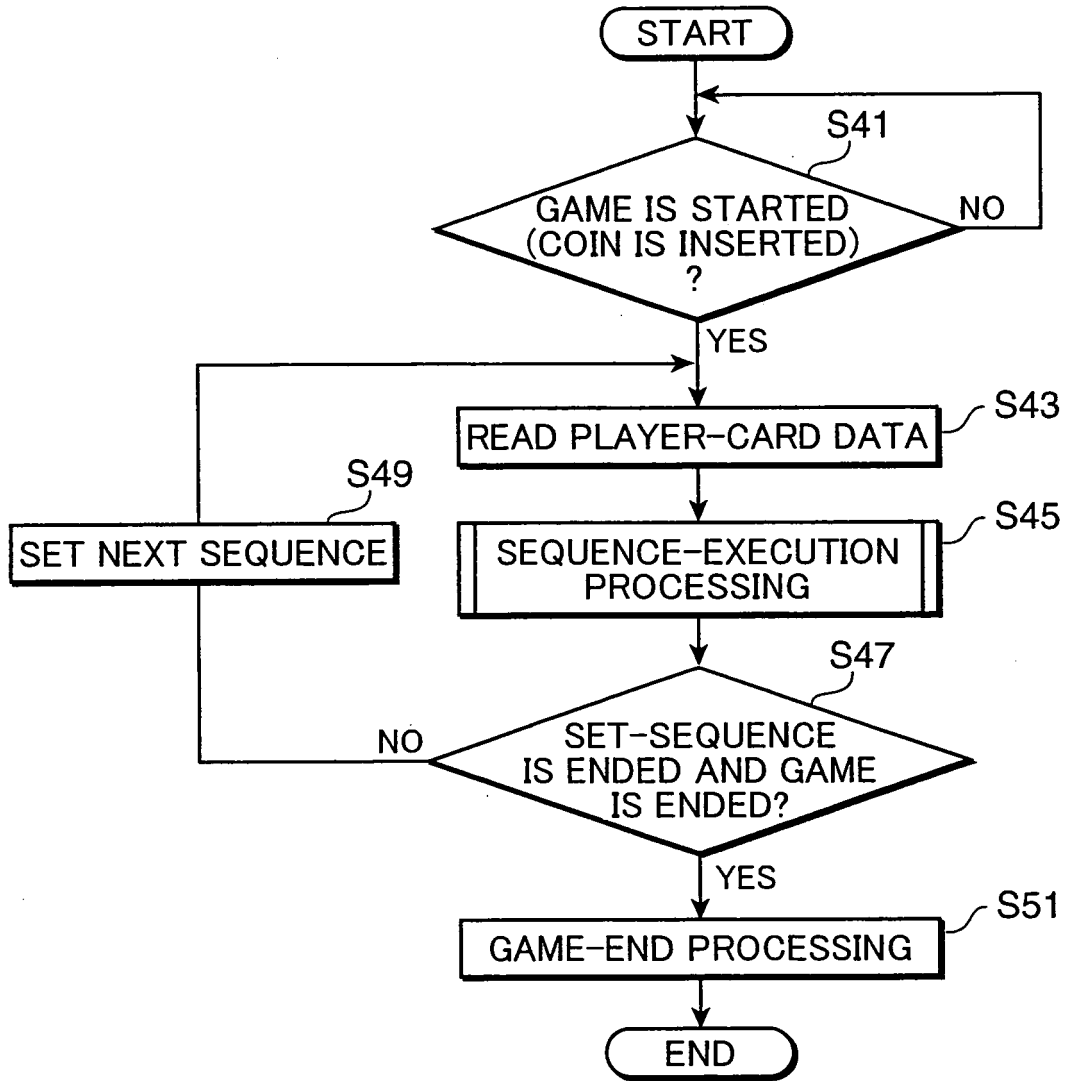 START
S41
GAME IS STARTED
(COIN IS INSERTED)
?
NO
YES
S43
READ PLAYER-CARD DATA
S49
SET NEXT SEQUENCE
S45
SEQUENCE-EXECUTION
PROCESSING
S47
SET-SEQUENCE
IS ENDED AND GAME
IS ENDED?
NO
YES
S51
GAME-END PROCESSING
END